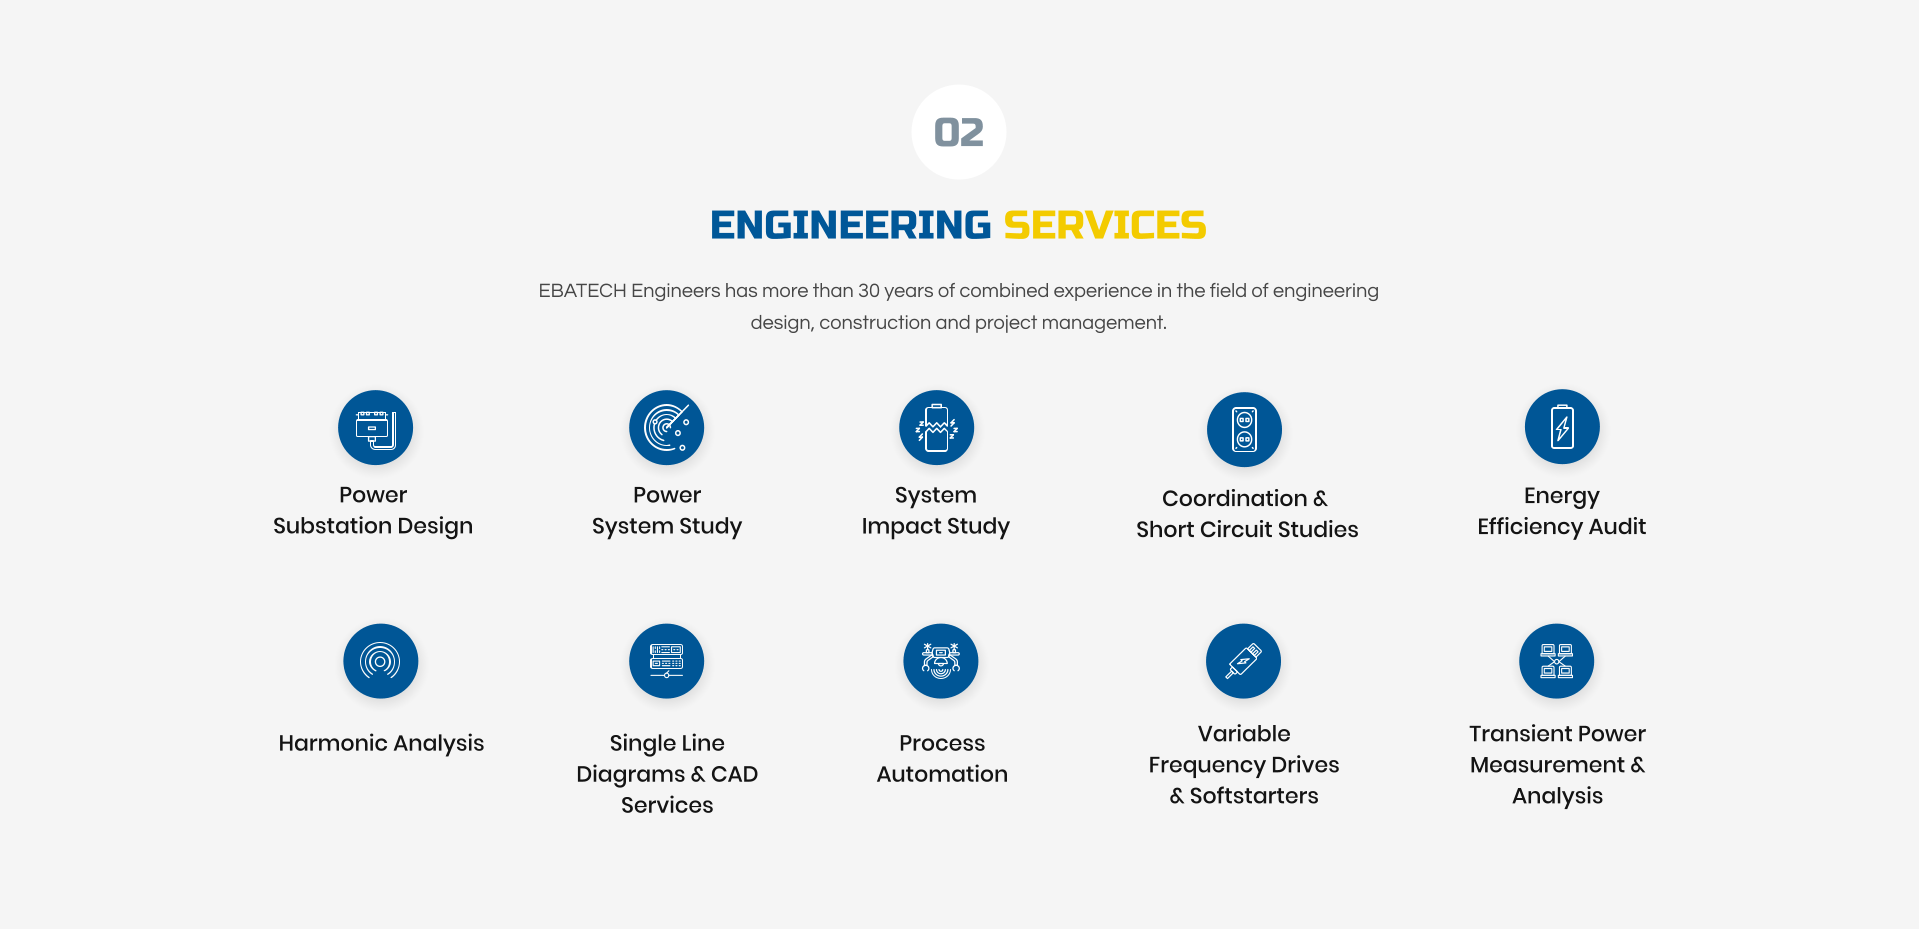 02
ENGINEERING SERVICES
EBATECH Engineers has more than 30 years of combined experience in the field of engineering
design, construction and project management.
Power
Substation Design
Power
System Study
System
Impact Study
Coordination &
Short Circuit Studies
Energy
Efficiency Audit
Harmonic Analysis
Single Line
Diagrams & CAD
Services
Process
Automation
Variable
Frequency Drives
& Softstarters
Transient Power
Measurement &
Analysis